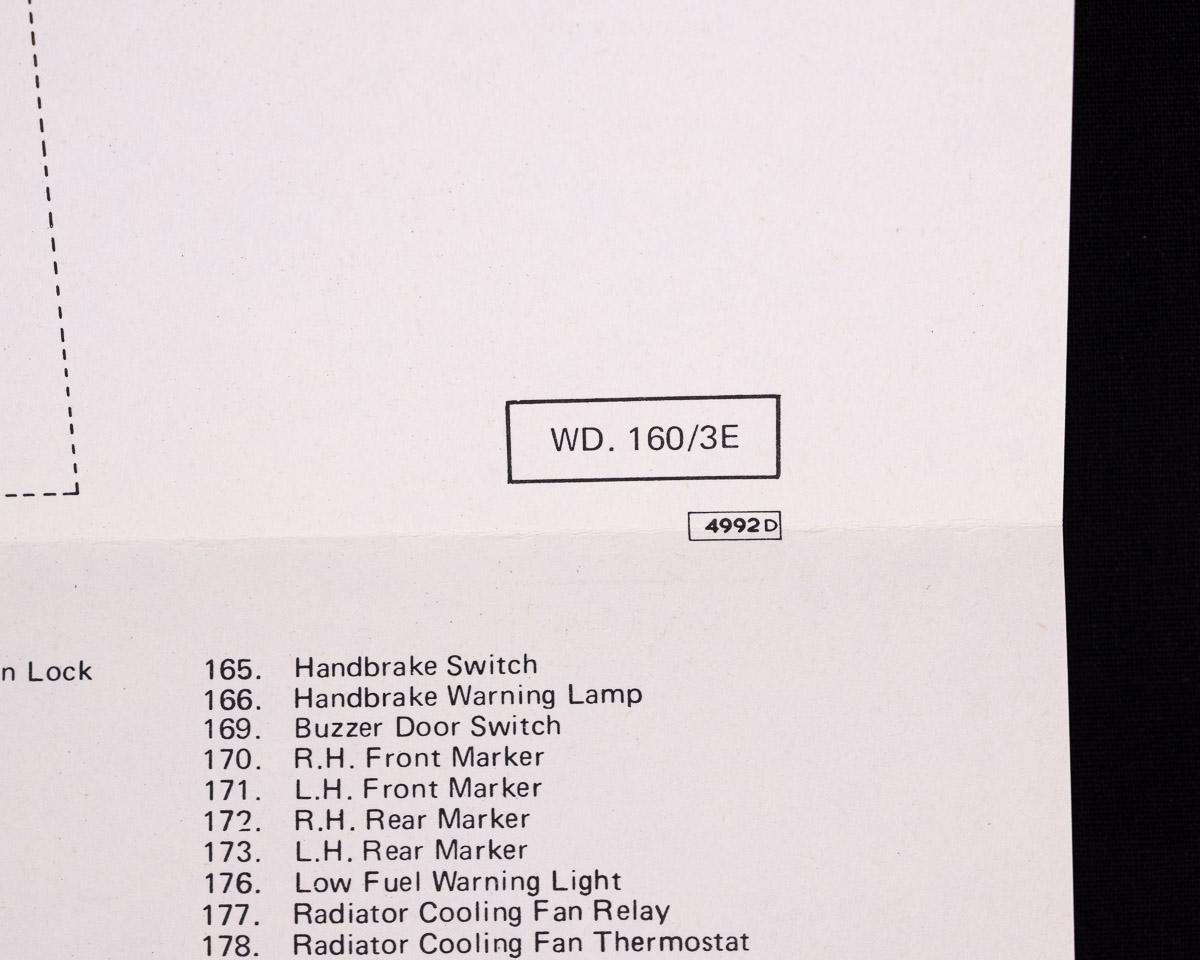 WD. 160/3E
4992D
n Lock
165. Handbrake Switch
166. Handbrake Warning Lamp
169. Buzzer Door Switch
170. R.H. Front Marker
171. L.H. Front Marker
172. R.H. Rear Marker
173. L.H. Rear Marker
176. Low Fuel Warning Light
177. Radiator Cooling Fan Relay
178. Radiator Cooling Fan Thermostat